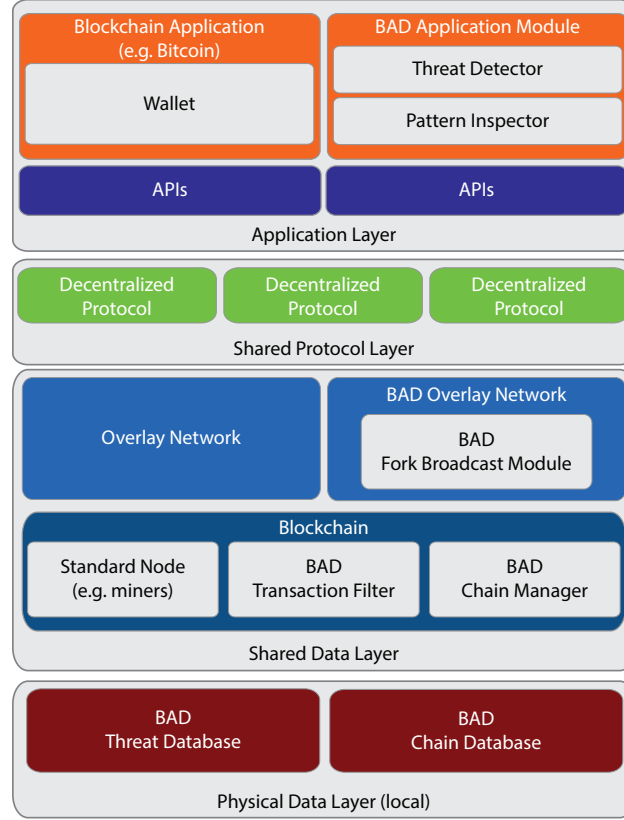 Blockchain Application
(e.g. Bitcoin)
Wallet
BAD Application Module
Threat Detector
Pattern Inspector
APIs
APIs
Application Layer
Decentralized
Protocol
Decentralized
Protocol
Decentralized
Protocol
Shared Protocol Layer
Overlay Network
BAD Overlay Network
BAD
Fork Broadcast Module
Blockchain
Standard Node
(e.g. miners)
BAD
Transaction Filter
BAD
Chain Manager
Shared Data Layer
BAD
Threat Database
BAD
Chain Database
Physical Data Layer (local)